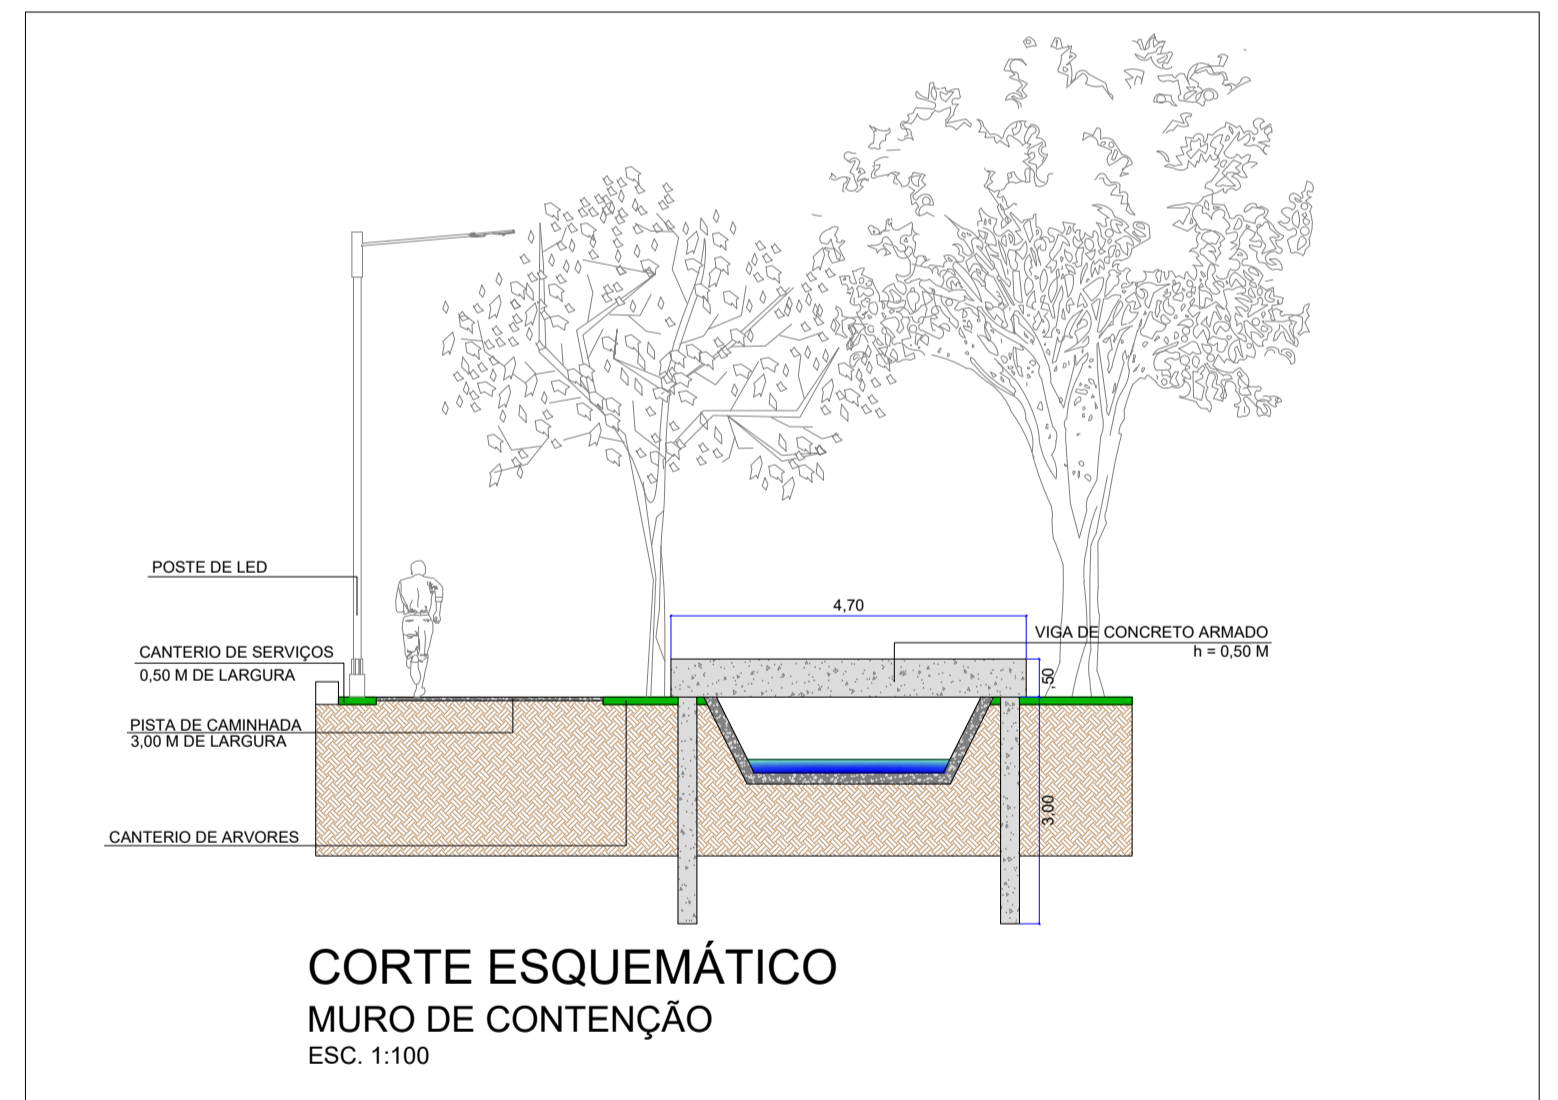 POSTE DE LED
4,70
VIGA DE CONCRETO ARMADO
h = 0,50 M
CANTERIO DE SERVIÇOS
0,50 M DE LARGURA
,50
PISTA DE CAMINHADA
3,00 M DE LARGURA
3,00
CANTERIO DE ARVORES
CORTE ESQUEMÁTICO
MURO DE CONTENÇÃO
ESC. 1:100